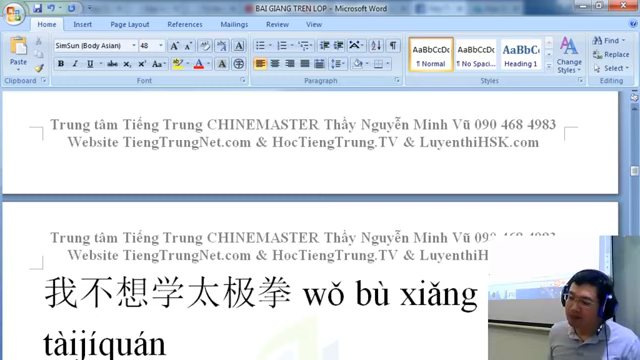 BAI GIANG TREN LOP - Microsoft Word
Home Insert Page Layout References Mailings Review View
Paste
SimSun (Body Asian) 48
AaBbCcDc AaBbCcDc AaBbC
¶ Normal ¶ No Spaci... Heading 1
Change Styles
Find
Replace
Select
Clipboard Font Paragraph Styles Editing
Trung tâm Tiếng Trung CHINEMASTER Thầy Nguyễn Minh Vũ 090 468 4983
Website TiengTrungNet.com & HocTiengTrung.TV & LuyenthiHSK.com
Trung tâm Tiếng Trung CHINEMASTER Thầy Nguyễn Minh Vũ 090 468 4983
Website TiengTrungNet.com & HocTiengTrung.TV & LuyenthiH
我不想学太极拳 wǒ bù xiǎng
tàijíquán